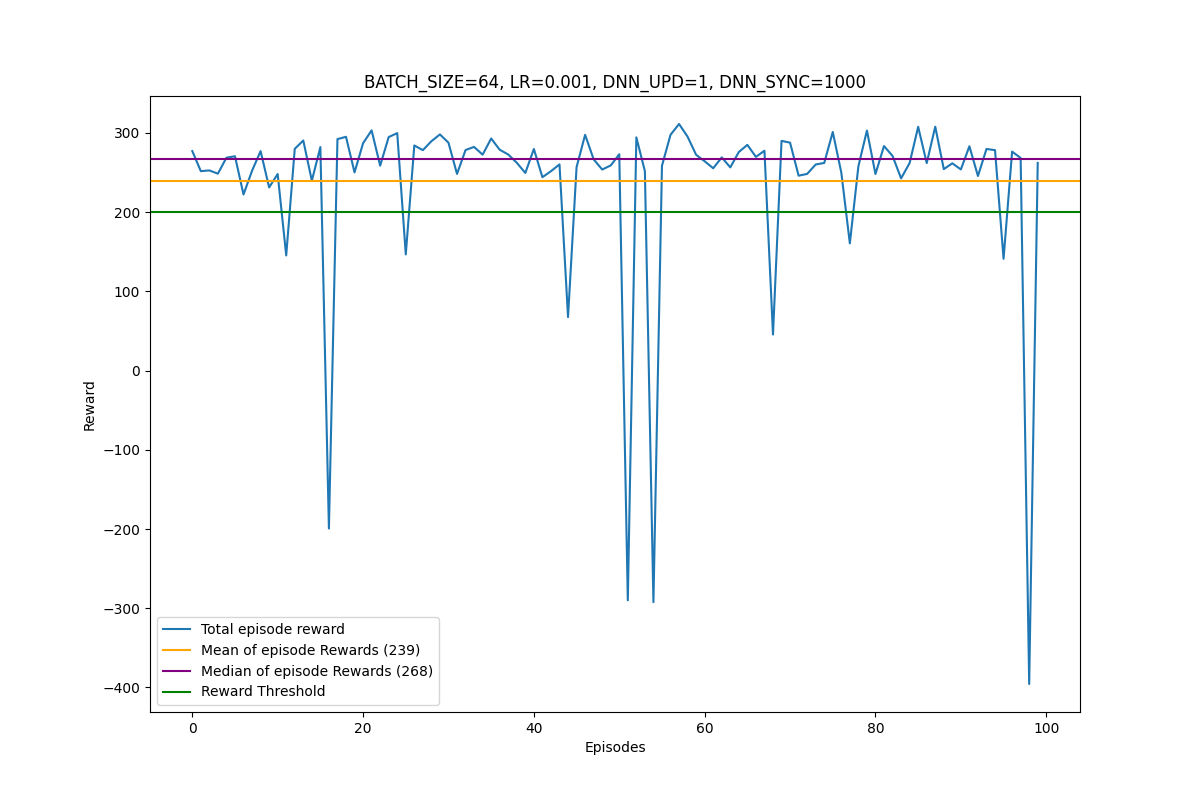 BATCH_SIZE=64, LR=0.001, DNN_UPD=1, DNN_SYNC=1000
300
200
100
0
−100
−200
−300
−400
Reward
Total episode reward
Mean of episode Rewards (239)
Median of episode Rewards (268)
Reward Threshold
0 20 40 60 80 100
Episodes